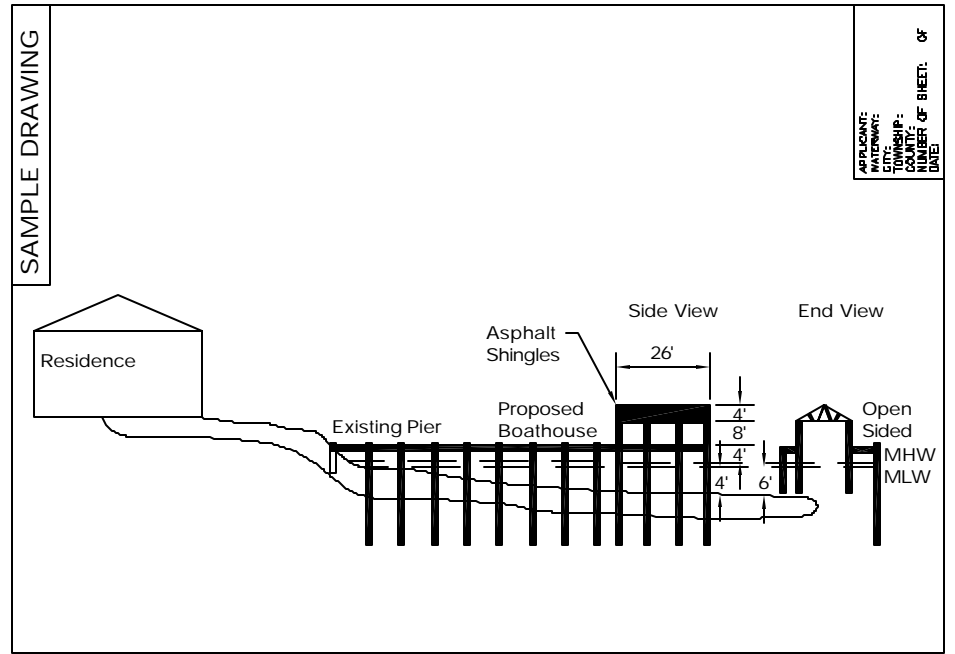 SAMPLE DRAWING
APPLICANT:
WATERWAY:
CITY:
TOWNSHIP:
COUNTY:
NUMBER OF SHEET: OF
DATE:
Side View
End View
Asphalt
Shingles
26'
Residence
Existing Pier
Proposed
Boathouse
4'
8'
4'
4'
6'
Open
Sided
MHW
MLW